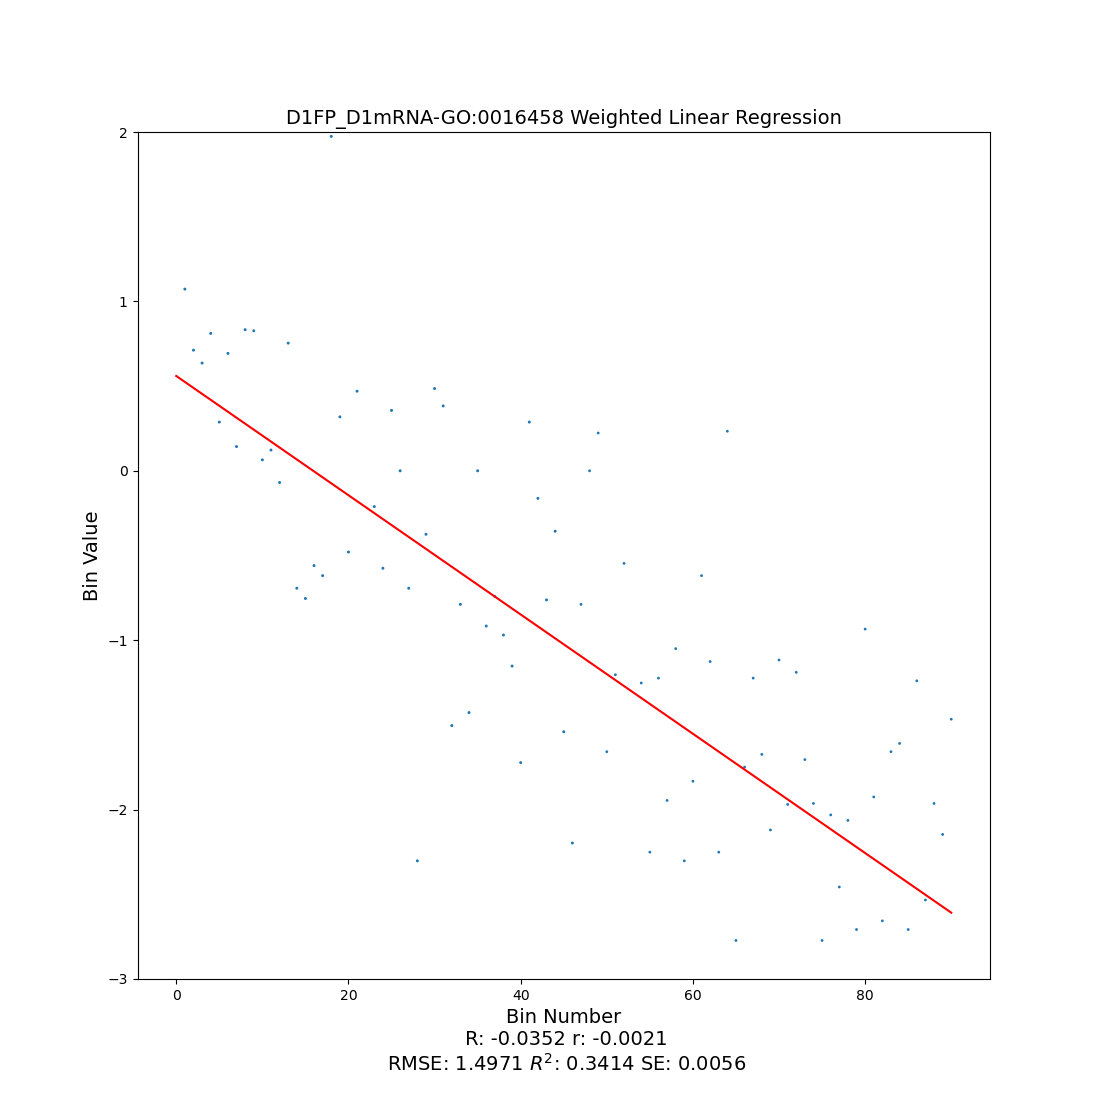 D1FP_D1mRNA-GO:0016458 Weighted Linear Regression
2
1
0
−1
−2
−3
Bin Value
0 20 40 60 80
Bin Number
R: -0.0352 r: -0.0021
RMSE: 1.4971 R²: 0.3414 SE: 0.0056